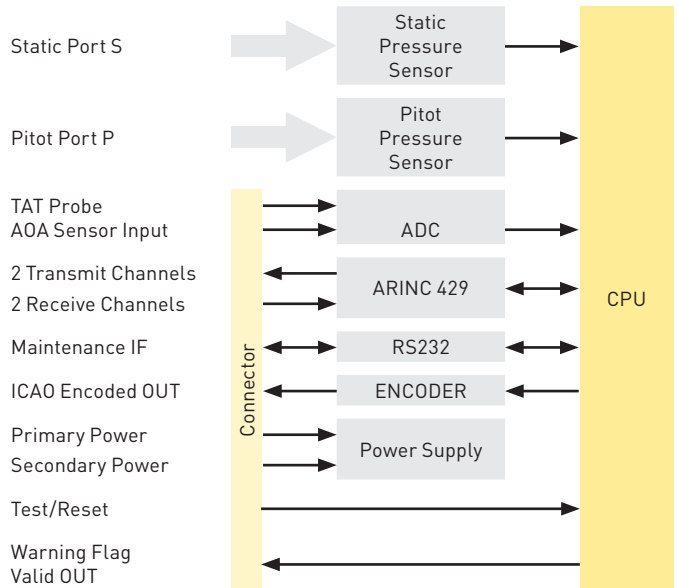 Static Port S
Static
Pressure
Sensor
Pitot Port P
Pitot
Pressure
Sensor
TAT Probe
AOA Sensor Input
ADC
2 Transmit Channels
2 Receive Channels
ARINC 429
CPU
Maintenance IF
RS232
ICAO Encoded OUT
ENCODER
Connector
Primary Power
Secondary Power
Power Supply
Test/Reset
Warning Flag
Valid OUT